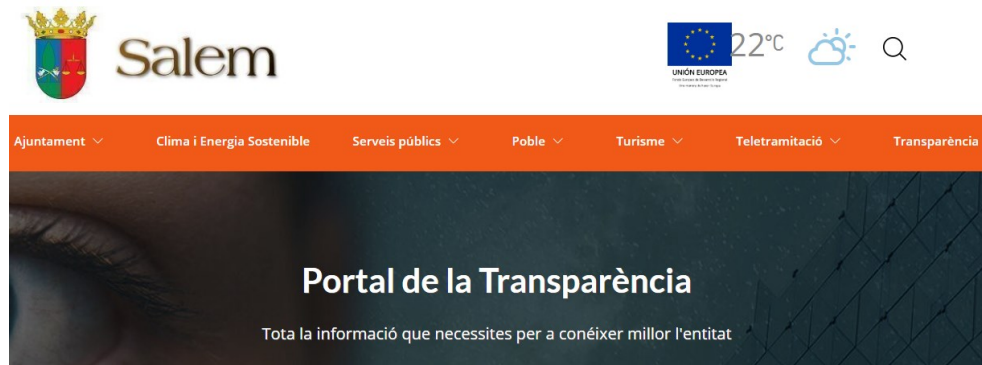 Salem
UNIÓN EUROPEA
22°C
Ajuntament
Clima i Energia Sostenible
Serveis públics
Poble
Turisme
Teletramitació
Transparència
Portal de la Transparència
Tota la informació que necessites per a conéixer millor l'entitat